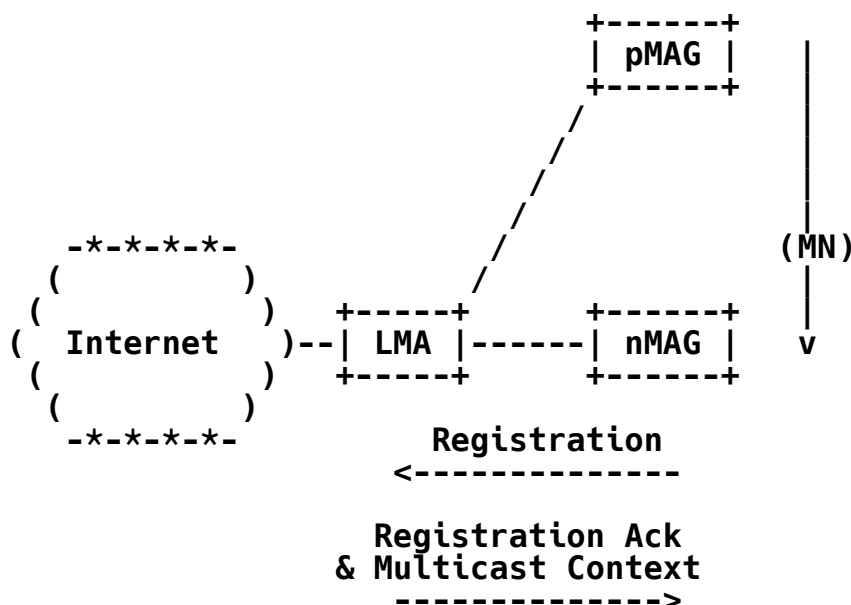 pMAG
(MN)
Internet
LMA
nMAG
v
Registration
Registration Ack
& Multicast Context